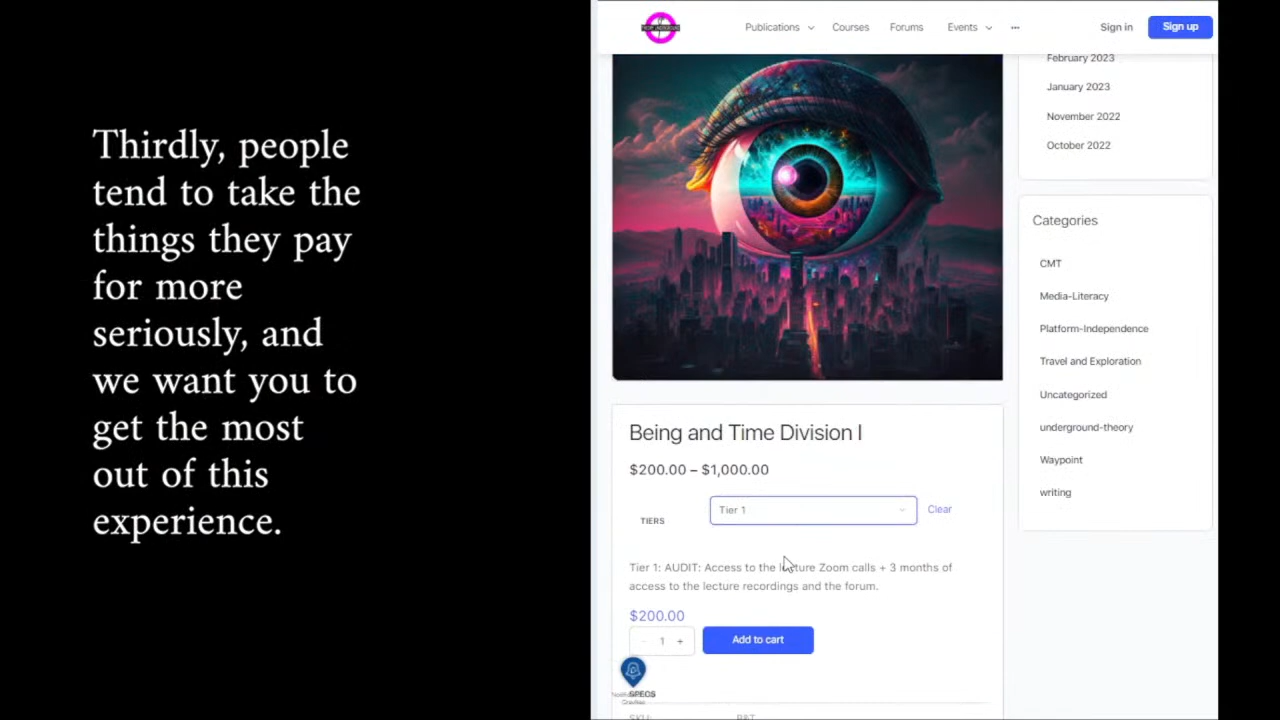 Thirdly, people
tend to take the
things they pay
for more
seriously, and
we want you to
get the most
out of this
experience.
Publications
Courses
Forums
Events
Sign in
Sign up
February 2023
January 2023
November 2022
October 2022
Categories
CMT
Media-Literacy
Platform-Independence
Travel and Exploration
Uncategorized
underground-theory
Waypoint
writing
Being and Time Division I
$200.00 – $1,000.00
TIERS
Tier 1
Clear
Tier 1: AUDIT: Access to the lecture Zoom calls + 3 months of
access to the lecture recordings and the forum.
$200.00
- 1 +
Add to cart
SPECS
SKU:
B&T